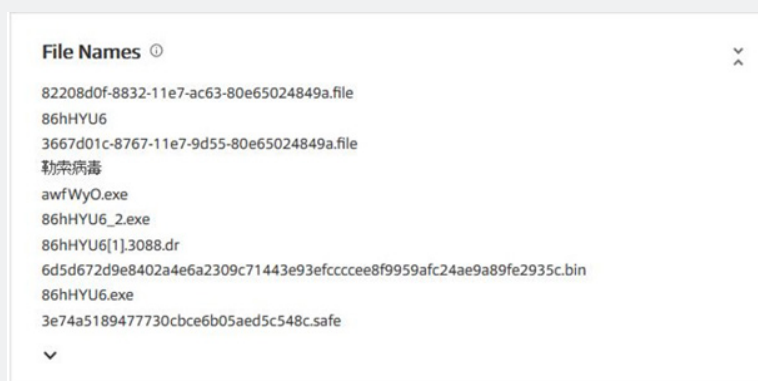 File Names
82208d0f-8832-11e7-ac63-80e65024849a.file
86hHYU6
3667d01c-8767-11e7-9d55-80e65024849a.file
勒索病毒
awfWyO.exe
86hHYU6_2.exe
86hHYU6[1].3088.dr
6d5d672d9e8402a4e6a2309c71443e93efccccee8f9959afc24ae9a89fe2935c.bin
86hHYU6.exe
3e74a5189477730cbce6b05aed5c548c.safe